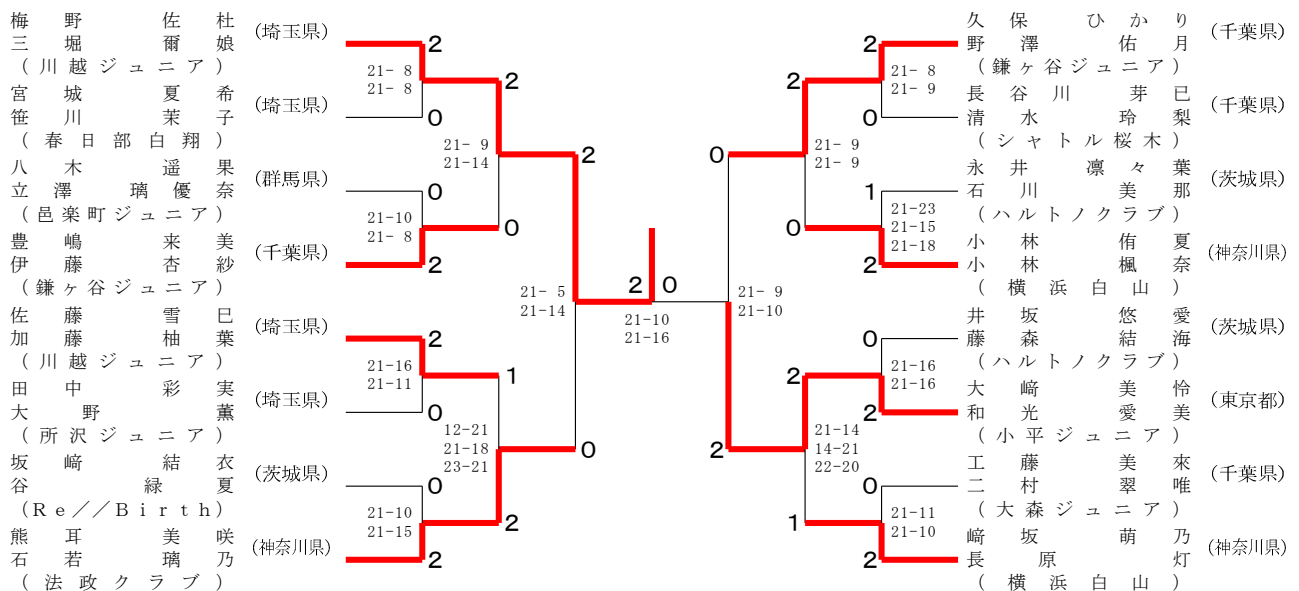 梅野 佐杜
三堀 爾娘
(川越ジュニア)
(埼玉県)
宮城 夏希
笹川 茉子
(春日部白翔)
(埼玉県)
八木 遥果
立澤 璃優奈
(邑楽町ジュニア)
(群馬県)
豊嶋 来美
伊藤 杏紗
(鎌ヶ谷ジュニア)
(千葉県)
佐藤 雪巳
加藤 柚葉
(川越ジュニア)
(埼玉県)
田中 彩実
大野 薫
(所沢ジュニア)
(埼玉県)
坂﨑 結衣
谷 緑夏
(Re//Birth)
(茨城県)
熊耳 美咲
石若 璃乃
(法政クラブ)
(神奈川県)
2
21- 8
21- 8
0
2
21- 9
21-14
0
21-10
21- 8
2
0
2
21- 5
21-14
2
21-16
21-11
0
1
12-21
21-18
23-21
0
21-10
21-15
2
2
0
2 0
21-10
21-16
0
21- 9
21-10
2
2
21- 9
21- 9
0
2
21-14
14-21
22-20
1
2
21- 8
21- 9
0
1
21-23
21-15
21-18
2
0
21-16
21-16
2
0
21-11
21-10
2
久保 ひかり
野澤 佑月
(鎌ヶ谷ジュニア)
(千葉県)
長谷川 芽已
清水 玲梨
(シャトル桜木)
(千葉県)
永井 凛々葉
石川 美那
(ハルトノクラブ)
(茨城県)
小林 侑夏
小林 楓奈
(横浜白山)
(神奈川県)
井坂 悠愛
藤森 結海
(ハルトノクラブ)
(茨城県)
大﨑 美怜
和光 愛美
(小平ジュニア)
(東京都)
工藤 美來
二村 翠唯
(大森ジュニア)
(千葉県)
﨑坂 萌乃
長原 灯
(横浜白山)
(神奈川県)